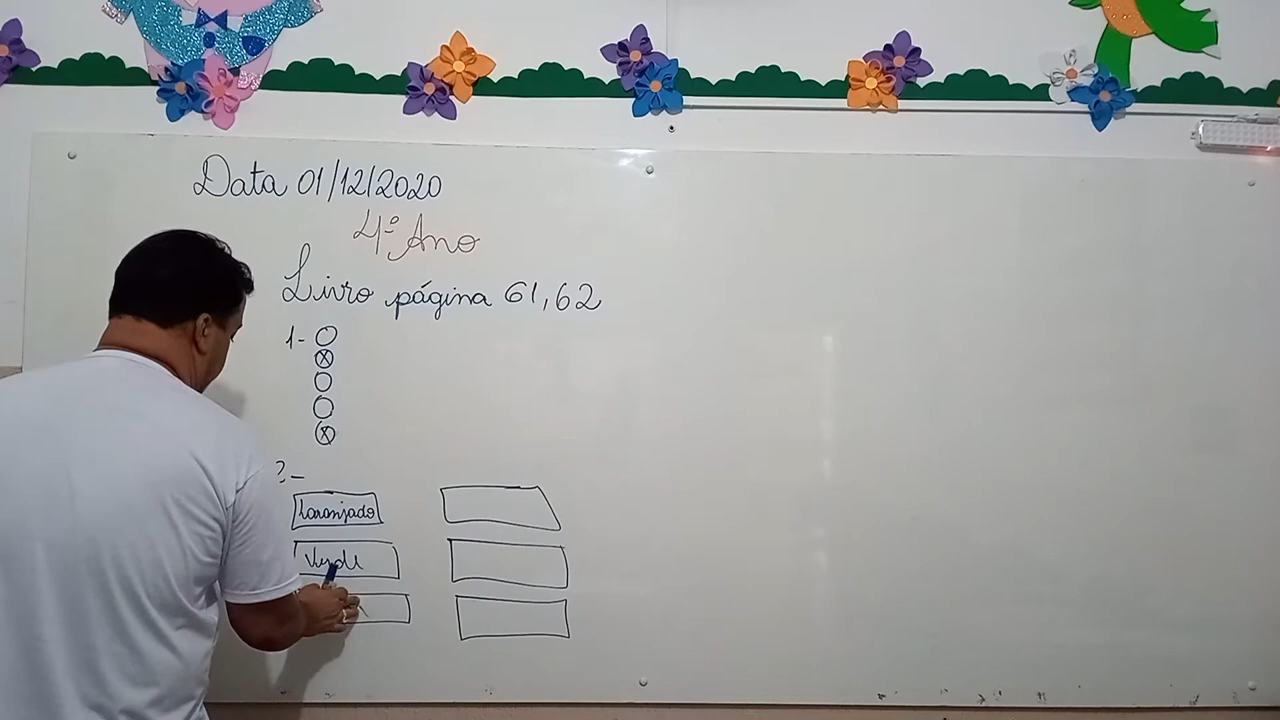 Data 01/12/2020
4º Ano
Livro página 61,62
1-
2-
Laranjado
Verde